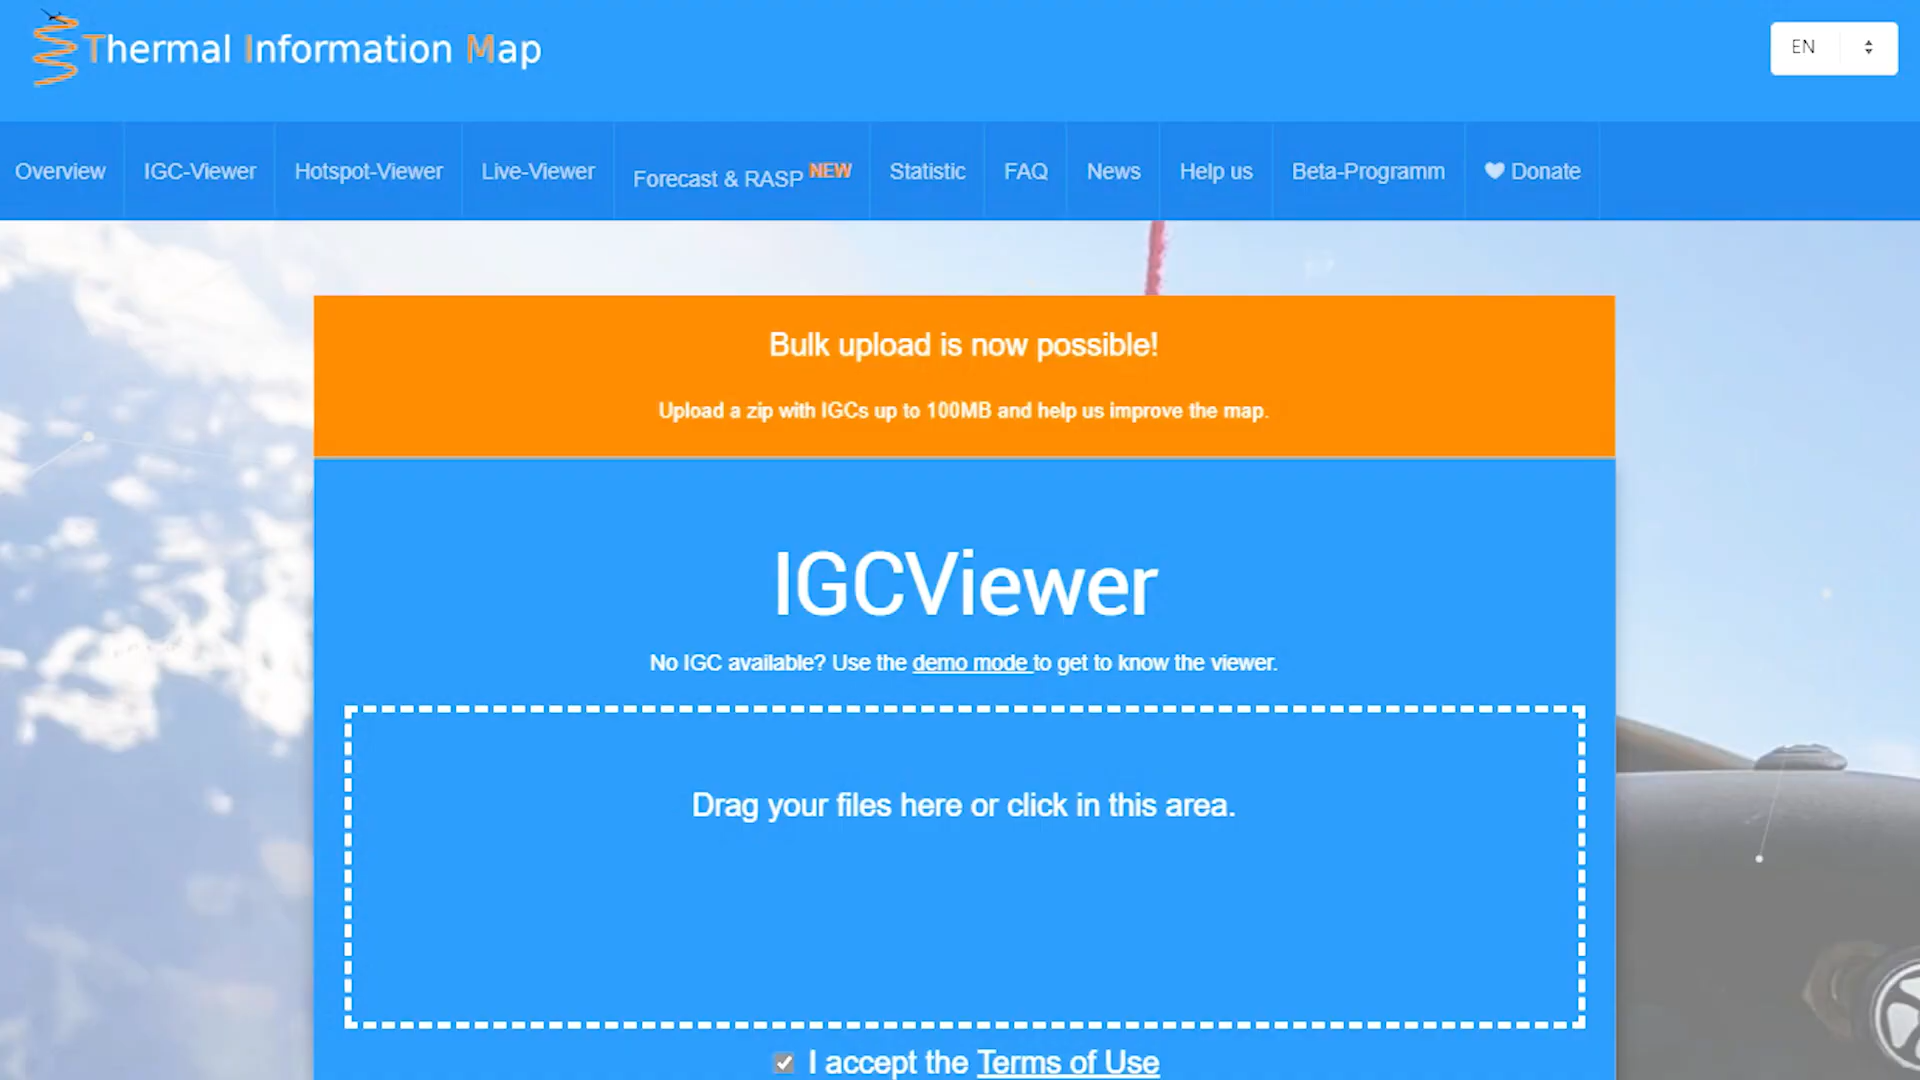 Thermal Information Map
EN
Overview
IGC-Viewer
Hotspot-Viewer
Live-Viewer
Forecast & RASP NEW
Statistic
FAQ
News
Help us
Beta-Programm
Donate
Bulk upload is now possible!
Upload a zip with IGCs up to 100MB and help us improve the map.
IGCViewer
No IGC available? Use the demo mode to get to know the viewer.
Drag your files here or click in this area.
I accept the Terms of Use